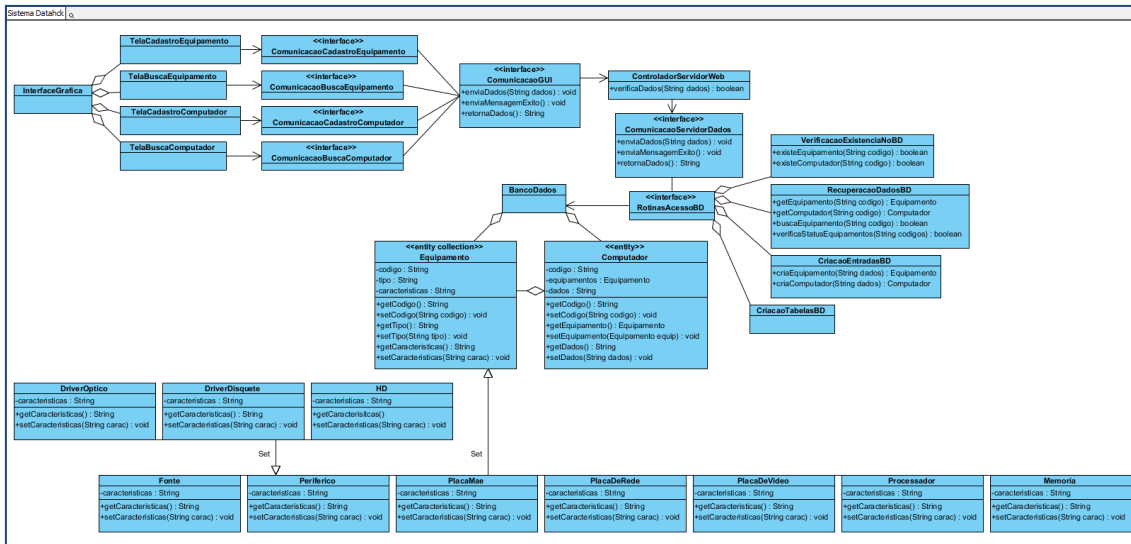 Sistema Datahck
InterfaceGrafica
TelaCadastroEquipamento
TelaBuscaEquipamento
TelaCadastroComputador
TelaBuscaComputador
<<interface>>
ComunicacaoCadastroEquipamento
<<interface>>
ComunicacaoBuscaEquipamento
<<interface>>
ComunicacaoCadastroComputador
<<interface>>
ComunicacaoBuscaComputador
<<interface>>
ComunicacaoGUI
+enviaDados(String dados) : void
+enviaMensagemExito() : void
+retornaDados() : String
ControladorServidorWeb
+verificaDados(String dados) : boolean
<<interface>>
ComunicacaoServidorDados
+enviaDados(String dados) : void
+enviaMensagemExito() : void
+retornaDados() : String
<<interface>>
RotinasAcessoBD
VerificacaoExistenciaNoBD
+existeEquipamento(String codigo) : boolean
+existeComputador(String codigo) : boolean
RecuperacaoDadosBD
+getEquipamento(String codigo) : Equipamento
+getComputador(String codigo) : Computador
+buscaEquipamento(String codigo) : boolean
+verificaStatusEquipamentos(String codigos) : boolean
CriacaoEntradasBD
+criaEquipamento(String dados) : Equipamento
+criaComputador(String dados) : Computador
CriacaoTabelasBD
BancoDados
<<entity collection>>
Equipamento
-codigo : String
-tipo : String
-caracteristicas : String
+getCodigo() : String
+setCodigo(String codigo) : void
+getTipo() : String
+setTipo(String tipo) : void
+getCaracteristicas() : String
+setCaracteristicas(String carac) : void
<<entity>>
Computador
-codigo : String
-equipamentos : Equipamento
-dados : String
+getCodigo() : String
+setCodigo(String codigo) : void
+getEquipamento() : Equipamento
+setEquipamento(Equipamento equip) : void
+getDados() : String
+setDados(String dados) : void
DriverOptico
-caracteristicas : String
+getCaracteristicas() : String
+setCaracteristicas(String carac) : void
DriverDisquete
-caracteristicas : String
+getCaracteristicas() : String
+setCaracteristicas(String carac) : void
HD
-caracteristicas : String
+getCaracterisitcas()
+setCaracteristicas(String carac) : void
Set
Set
Fonte
-caracteristicas : String
+getCaracteristicas() : String
+setCaracteristicas(String carac) : void
Periferico
-caracteristicas : String
+getCaracteristicas() : String
+setCaracteristicas(String carac) : void
PlacaMae
-caracteristicas : String
+getCaracteristicas() : String
+setCaracteristicas(String carac) : void
PlacaDeRede
-caracteristicas : String
+getCaracteristicas() : String
+setCaracteristicas(String carac) : void
PlacaDeVideo
-caracteristicas : String
+getCaracteristicas() : String
+setCaracteristicas(String carac) : void
Processador
-caracteristicas : String
+getCaracteristicas() : String
+setCaracteristicas(String carac) : void
Memoria
-caracteristicas : String
+getCaracteristicas() : String
+setCaracteristicas(String carac) : void